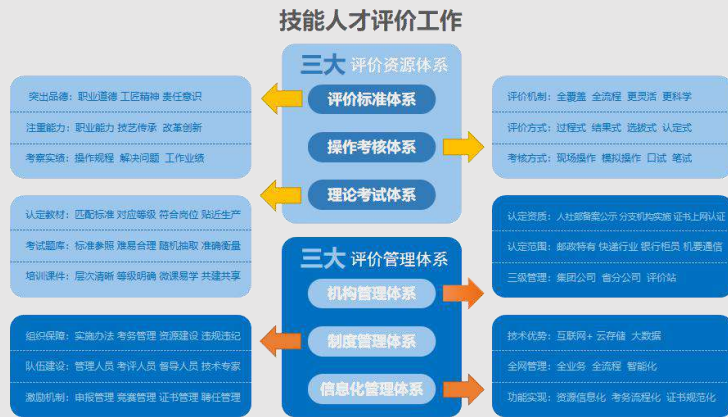 技能人才评价工作
三大 评价资源体系
评价标准体系
操作考核体系
理论考试体系
突出品德：职业道德 工匠精神 责任意识
注重能力：职业能力 技艺传承 改革创新
考察实绩：操作规程 解决问题 工作业绩
评价机制：全覆盖 全流程 更灵活 更科学
评价方式：过程式 结果式 选拔式 认定式
考核方式：现场操作 模拟操作 口试 笔试
认定教材：匹配标准 对应等级 符合岗位 贴近生产
考试题库：标准参照 难易合理 随机抽取 准确衡量
培训课件：层次清晰 等级明确 微课易学 共建共享
三大 评价管理体系
机构管理体系
制度管理体系
信息化管理体系
认定资质：人社部备案公示 分支机构实施 证书上网认证
认定范围：邮政特有 快递行业 银行柜员 机要通信
三级管理：集团公司 省分公司 评价站
组织保障：实施办法 考务管理 资源建设 违规违纪
队伍建设：管理人员 考评人员 督导人员 技术专家
激励机制：申报管理 竞赛管理 证书管理 聘任管理
技术优势：互联网+ 云存储 大数据
全网管理：全业务 全流程 智能化
功能实现：资源信息化 考务流程化 证书规范化